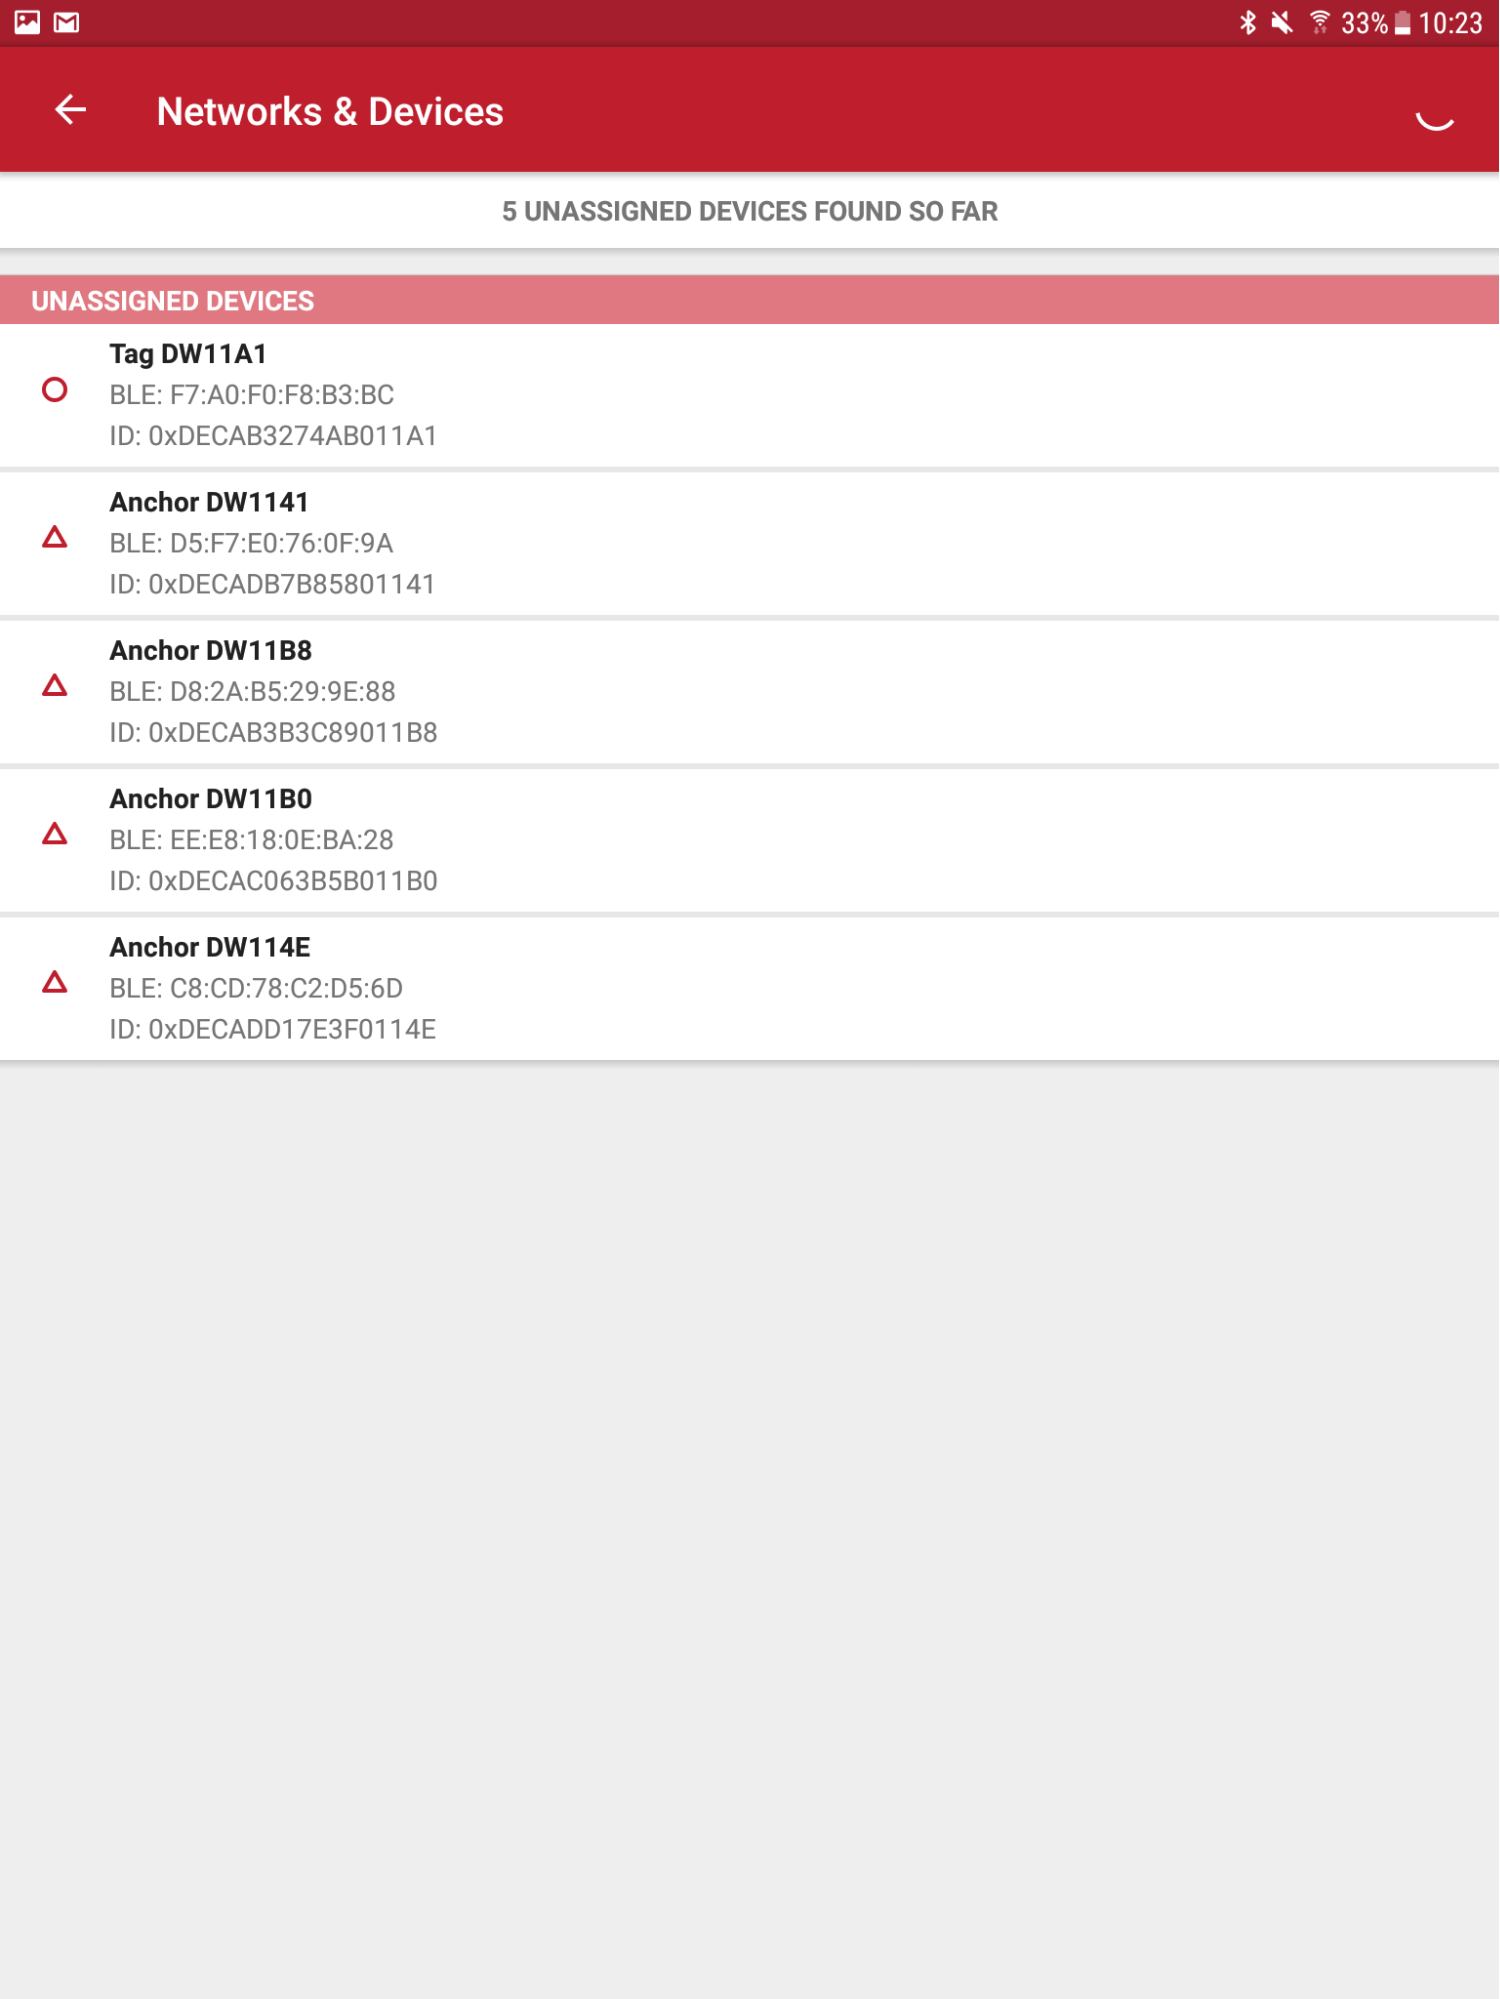 33% 10:23
Networks & Devices
5 UNASSIGNED DEVICES FOUND SO FAR
UNASSIGNED DEVICES
Tag DW11A1
BLE: F7:A0:F0:F8:B3:BC
ID: 0xDECAB3274AB011A1
Anchor DW1141
BLE: D5:F7:E0:76:0F:9A
ID: 0xDECADB7B85801141
Anchor DW11B8
BLE: D8:2A:B5:29:9E:88
ID: 0xDECAB3B3C89011B8
Anchor DW11B0
BLE: EE:E8:18:0E:BA:28
ID: 0xDECAC063B5B011B0
Anchor DW114E
BLE: C8:CD:78:C2:D5:6D
ID: 0xDECADD17E3F0114E